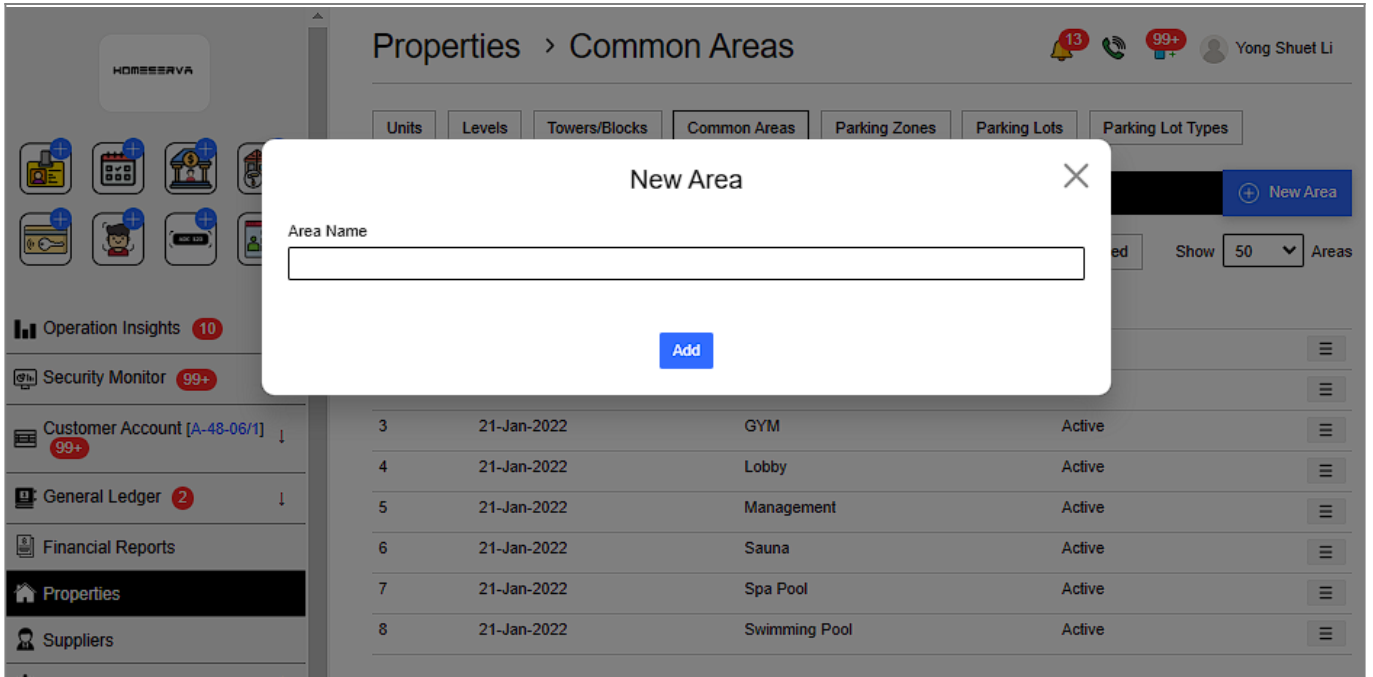 HOMESERVA
Properties > Common Areas
13
99+
Yong Shuet Li
Units
Levels
Towers/Blocks
Common Areas
Parking Zones
Parking Lots
Parking Lot Types
New Area
New Area
Area Name
Add
ed
Show 50 Areas
Operation Insights 10
Security Monitor 99+
Customer Account [A-48-06/1] ↓
99+
General Ledger 2 ↓
Financial Reports
Properties
Suppliers
3 21-Jan-2022 GYM Active
4 21-Jan-2022 Lobby Active
5 21-Jan-2022 Management Active
6 21-Jan-2022 Sauna Active
7 21-Jan-2022 Spa Pool Active
8 21-Jan-2022 Swimming Pool Active